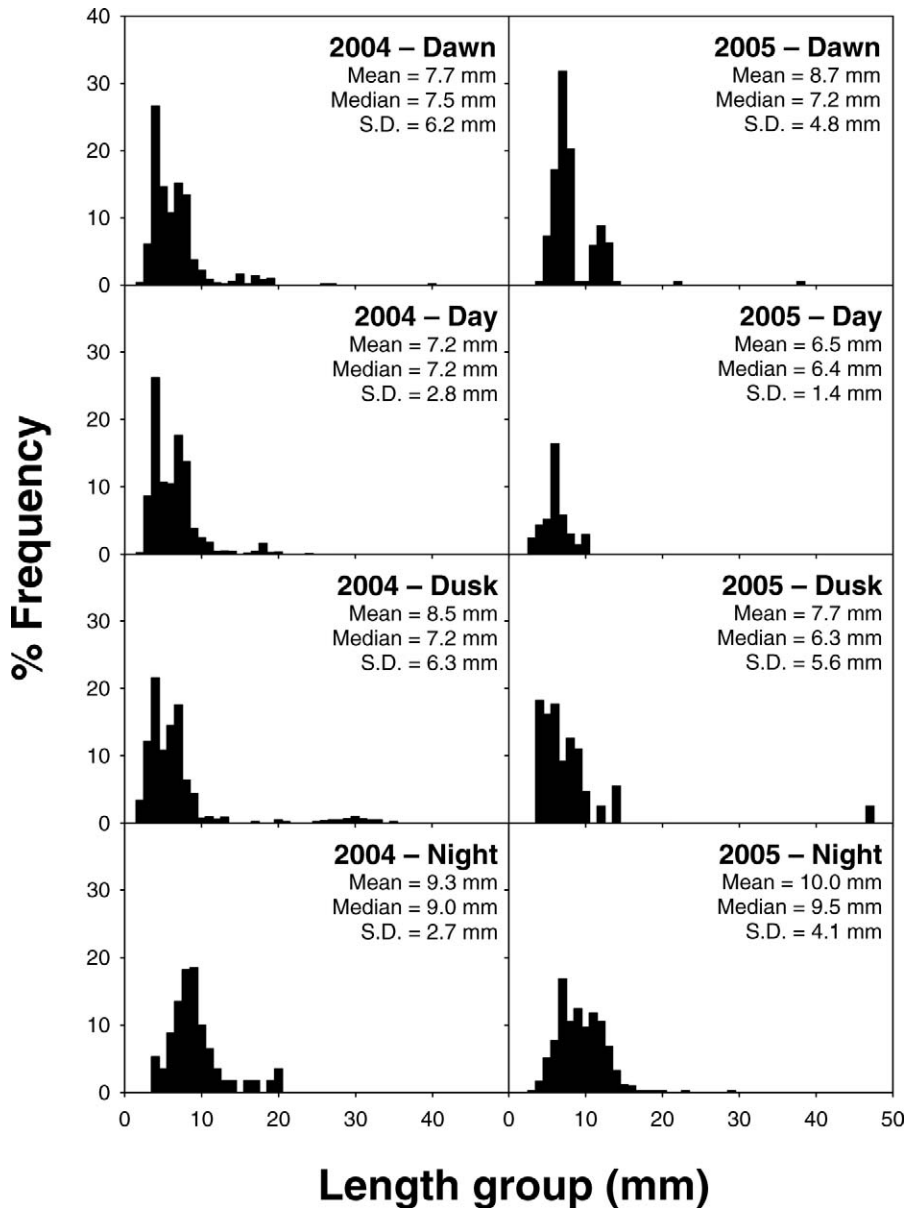 % Frequency
40
30
20
10
0
2004 – Dawn
Mean = 7.7 mm
Median = 7.5 mm
S.D. = 6.2 mm
2005 – Dawn
Mean = 8.7 mm
Median = 7.2 mm
S.D. = 4.8 mm
30
20
10
0
2004 – Day
Mean = 7.2 mm
Median = 7.2 mm
S.D. = 2.8 mm
2005 – Day
Mean = 6.5 mm
Median = 6.4 mm
S.D. = 1.4 mm
30
20
10
0
2004 – Dusk
Mean = 8.5 mm
Median = 7.2 mm
S.D. = 6.3 mm
2005 – Dusk
Mean = 7.7 mm
Median = 6.3 mm
S.D. = 5.6 mm
30
20
10
0
2004 – Night
Mean = 9.3 mm
Median = 9.0 mm
S.D. = 2.7 mm
2005 – Night
Mean = 10.0 mm
Median = 9.5 mm
S.D. = 4.1 mm
0 10 20 30 40 0 10 20 30 40 50
Length group (mm)